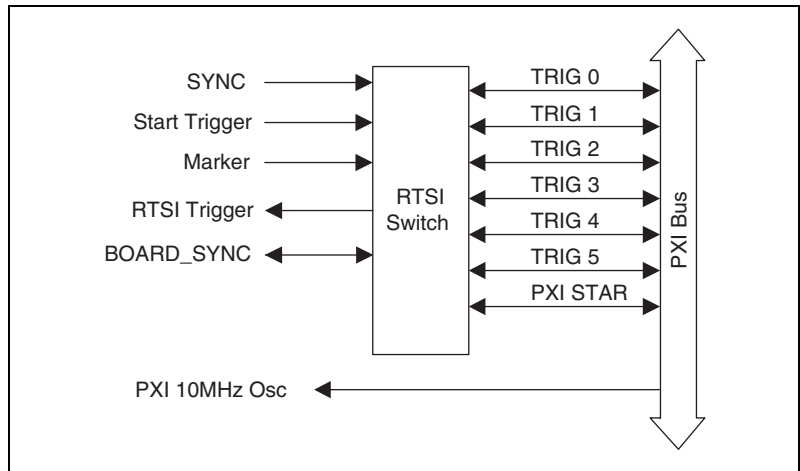 SYNC
Start Trigger
Marker
RTSI Trigger
BOARD_SYNC
RTSI
Switch
TRIG 0
TRIG 1
TRIG 2
TRIG 3
TRIG 4
TRIG 5
PXI STAR
PXI Bus
PXI 10MHz Osc